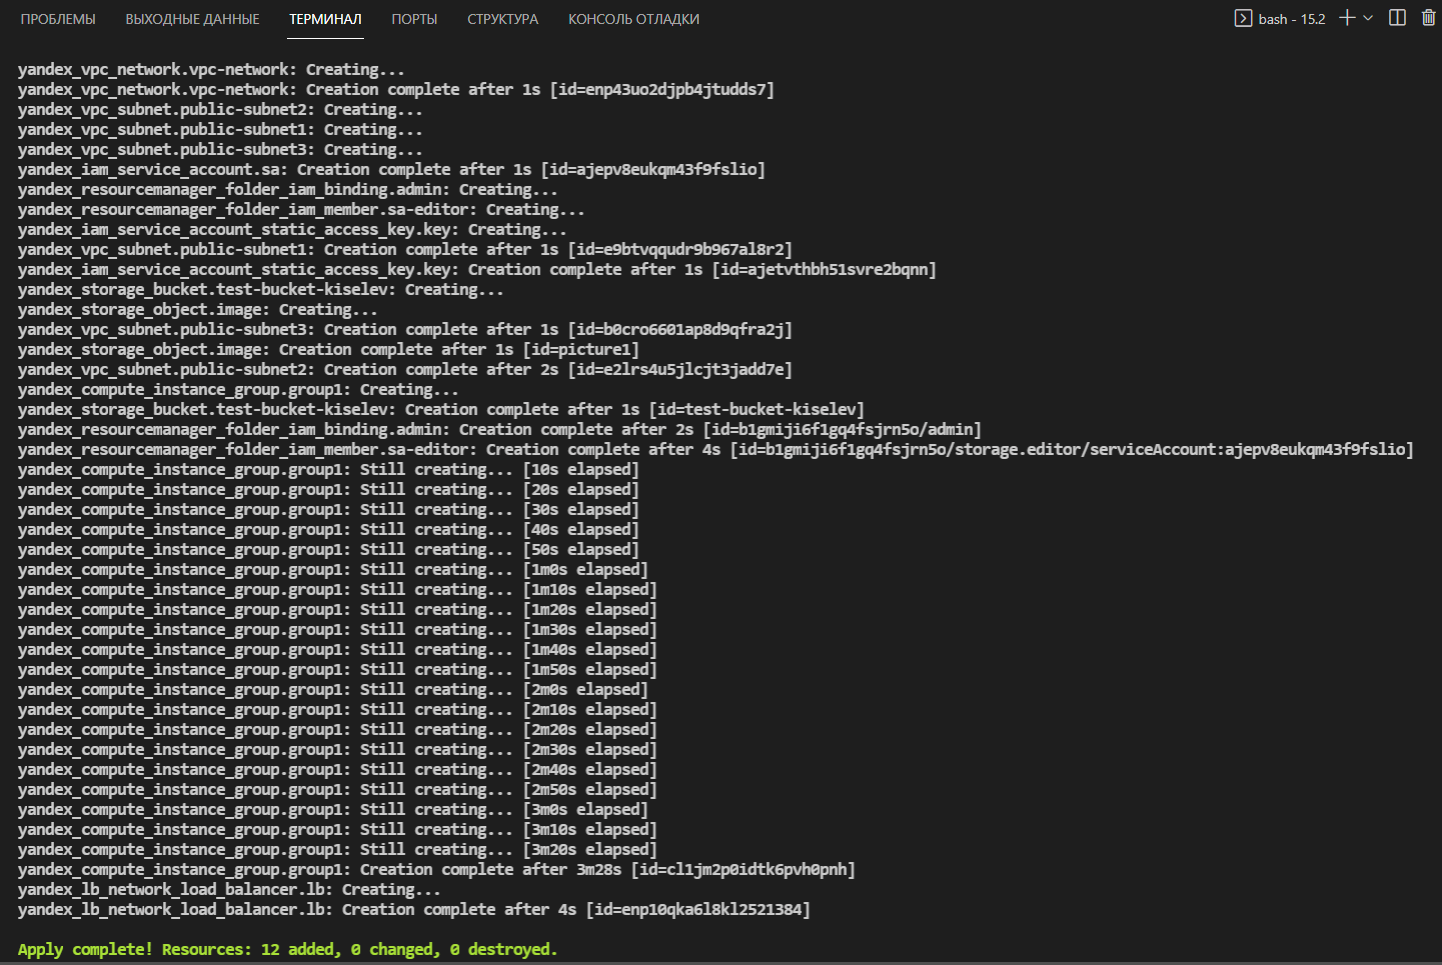 ПРОБЛЕМЫ ВЫХОДНЫЕ ДАННЫЕ ТЕРМИНАЛ ПОРТЫ СТРУКТУРА КОНСОЛЬ ОТЛАДКИ bash - 15.2
yandex_vpc_network.vpc-network: Creating...
yandex_vpc_network.vpc-network: Creation complete after 1s [id=enp43uo2djpb4jtudds7]
yandex_vpc_subnet.public-subnet2: Creating...
yandex_vpc_subnet.public-subnet1: Creating...
yandex_vpc_subnet.public-subnet3: Creating...
yandex_iam_service_account.sa: Creation complete after 1s [id=ajepv8eukqm43f9fslio]
yandex_resourcemanager_folder_iam_binding.admin: Creating...
yandex_resourcemanager_folder_iam_member.sa-editor: Creating...
yandex_iam_service_account_static_access_key.key: Creating...
yandex_vpc_subnet.public-subnet1: Creation complete after 1s [id=e9btvqqudr9b967al8r2]
yandex_iam_service_account_static_access_key.key: Creation complete after 1s [id=ajetvthbh51svre2bqnn]
yandex_storage_bucket.test-bucket-kiselev: Creating...
yandex_storage_object.image: Creating...
yandex_vpc_subnet.public-subnet3: Creation complete after 1s [id=b0cro6601ap8d9qfra2j]
yandex_storage_object.image: Creation complete after 1s [id=picture1]
yandex_vpc_subnet.public-subnet2: Creation complete after 2s [id=e2lrs4u5jlcjt3jadd7e]
yandex_compute_instance_group.group1: Creating...
yandex_storage_bucket.test-bucket-kiselev: Creation complete after 1s [id=test-bucket-kiselev]
yandex_resourcemanager_folder_iam_binding.admin: Creation complete after 2s [id=b1gmiji6f1gq4fsjrn5o/admin]
yandex_resourcemanager_folder_iam_member.sa-editor: Creation complete after 4s [id=b1gmiji6f1gq4fsjrn5o/storage.editor/serviceAccount:ajepv8eukqm43f9fslio]
yandex_compute_instance_group.group1: Still creating... [10s elapsed]
yandex_compute_instance_group.group1: Still creating... [20s elapsed]
yandex_compute_instance_group.group1: Still creating... [30s elapsed]
yandex_compute_instance_group.group1: Still creating... [40s elapsed]
yandex_compute_instance_group.group1: Still creating... [50s elapsed]
yandex_compute_instance_group.group1: Still creating... [1m0s elapsed]
yandex_compute_instance_group.group1: Still creating... [1m10s elapsed]
yandex_compute_instance_group.group1: Still creating... [1m20s elapsed]
yandex_compute_instance_group.group1: Still creating... [1m30s elapsed]
yandex_compute_instance_group.group1: Still creating... [1m40s elapsed]
yandex_compute_instance_group.group1: Still creating... [1m50s elapsed]
yandex_compute_instance_group.group1: Still creating... [2m0s elapsed]
yandex_compute_instance_group.group1: Still creating... [2m10s elapsed]
yandex_compute_instance_group.group1: Still creating... [2m20s elapsed]
yandex_compute_instance_group.group1: Still creating... [2m30s elapsed]
yandex_compute_instance_group.group1: Still creating... [2m40s elapsed]
yandex_compute_instance_group.group1: Still creating... [2m50s elapsed]
yandex_compute_instance_group.group1: Still creating... [3m0s elapsed]
yandex_compute_instance_group.group1: Still creating... [3m10s elapsed]
yandex_compute_instance_group.group1: Still creating... [3m20s elapsed]
yandex_compute_instance_group.group1: Creation complete after 3m28s [id=cl1jm2p0idtk6pvh0pnh]
yandex_lb_network_load_balancer.lb: Creating...
yandex_lb_network_load_balancer.lb: Creation complete after 4s [id=enp10qka6l8kl2521384]
Apply complete! Resources: 12 added, 0 changed, 0 destroyed.